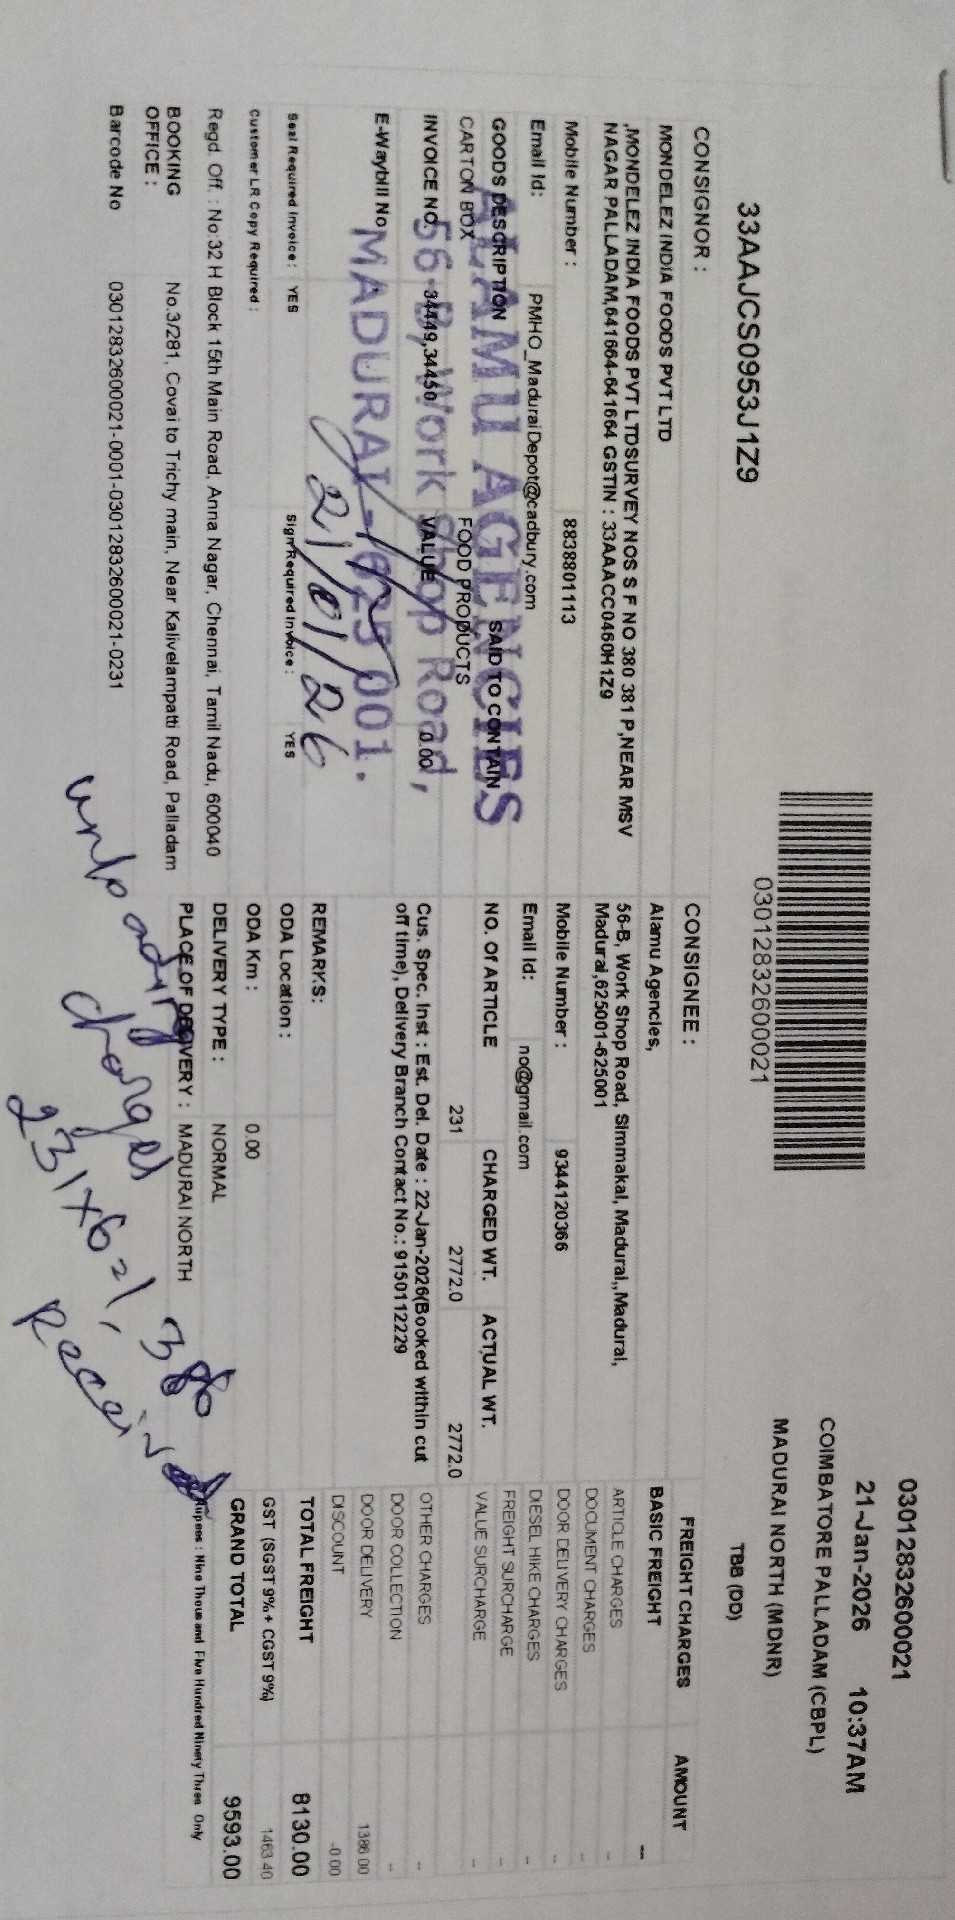 33AAJCS0953J1Z9
0301283260​0021
030128326​00021
21-Jan-2026 10:37AM
COIMBATORE PALLADAM (CBPL)
MADURAI NORTH (MDNR)
TBB (DD)
CONSIGNOR :
MONDELEZ INDIA FOODS PVT LTD
,MONDELEZ INDIA FOODS PVT LTDSURVEY NOS S F NO 380 381 P,NEAR MSV
NAGAR PALLADAM,641664-641664 GSTIN : 33AAACC0460H1Z9
Mobile Number : 8838801113
Email Id: PMHO_MaduraiDepot@cadbury.com
GOODS DESCRIPTION SAID TO CONTAIN
CARTON BOX FOOD PRODUCTS
INVOICE NO. 34449,34450 VALUE 0.00
E-Waybill No
Seal Required Invoice : YES Sign Required Invoice : YES
Customer LR Copy Required :
ALAMU AGENCIES
56-B, Work Shop Road,
MADURAI - 625 001.
21/01/26
Regd. Off. : No:32 H Block 15th Main Road, Anna Nagar, Chennai, Tamil Nadu, 600040
BOOKING OFFICE : No.3/281, Covai to Trichy main, Near Kalivelampatti Road, Palladam
Barcode No 0301283260​0021-0001-0301283260​0021-0231
CONSIGNEE :
Alamu Agencies,
56-B, Work Shop Road, Simmakal, Madurai,,Madurai,
Madurai,625001-625001
Mobile Number : 9344120366
Email Id: no@gmail.com
NO. Of ARTICLE CHARGED WT. ACTUAL WT.
231 2772.0 2772.0
Cus. Spec. Inst : Est. Del. Date : 22-Jan-2026(Booked within cut
off time), Delivery Branch Contact No.: 9150112229
REMARKS:
ODA Location :
ODA Km : 0.00
DELIVERY TYPE : NORMAL
PLACE OF DELIVERY : MADURAI NORTH
FREIGHT CHARGES AMOUNT
BASIC FREIGHT --
ARTICLE CHARGES -
DOCUMENT CHARGES -
DOOR DELIVERY CHARGES -
DIESEL HIKE CHARGES -
FREIGHT SURCHARGE -
VALUE SURCHARGE -
OTHER CHARGES -
DOOR COLLECTION -
DOOR DELIVERY 1386.00
DISCOUNT -0.00
TOTAL FREIGHT 8130.00
GST (SGST 9%+ CGST 9%) 1463.40
GRAND TOTAL 9593.00
Rupees : Nine Thousand Five Hundred Ninety Three Only
unloading
charges
231x6=1,386
Received